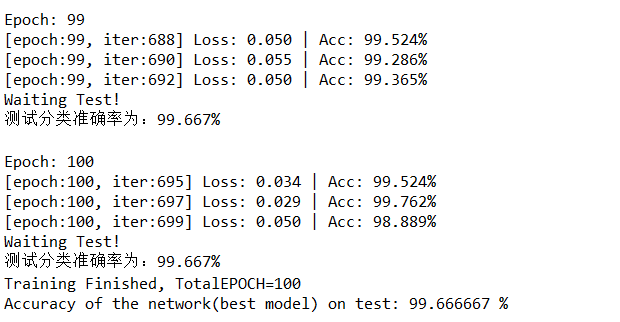 Epoch: 99
[epoch:99, iter:688] Loss: 0.050 | Acc: 99.524%
[epoch:99, iter:690] Loss: 0.055 | Acc: 99.286%
[epoch:99, iter:692] Loss: 0.050 | Acc: 99.365%
Waiting Test!
测试分类准确率为：99.667%
Epoch: 100
[epoch:100, iter:695] Loss: 0.034 | Acc: 99.524%
[epoch:100, iter:697] Loss: 0.029 | Acc: 99.762%
[epoch:100, iter:699] Loss: 0.050 | Acc: 98.889%
Waiting Test!
测试分类准确率为：99.667%
Training Finished, TotalEPOCH=100
Accuracy of the network(best model) on test: 99.666667 %